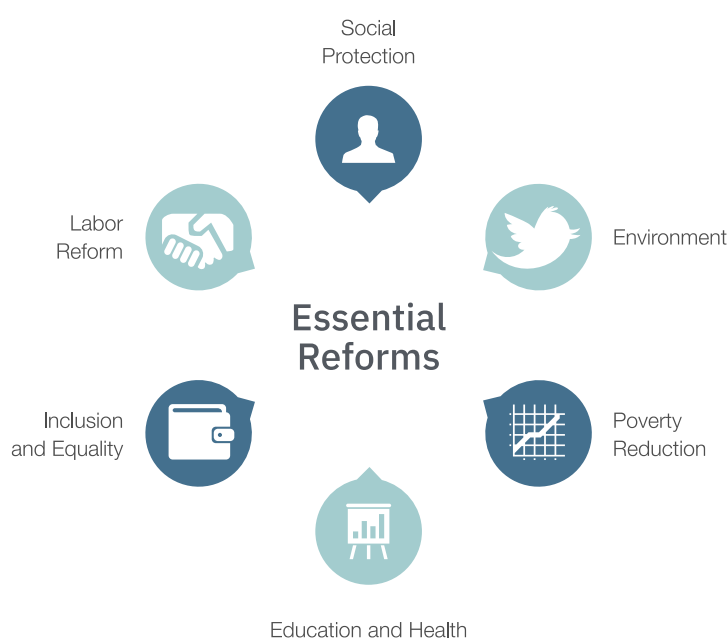 Social
Protection
Labor
Reform
Environment
Essential
Reforms
Inclusion
and Equality
Poverty
Reduction
Education and Health